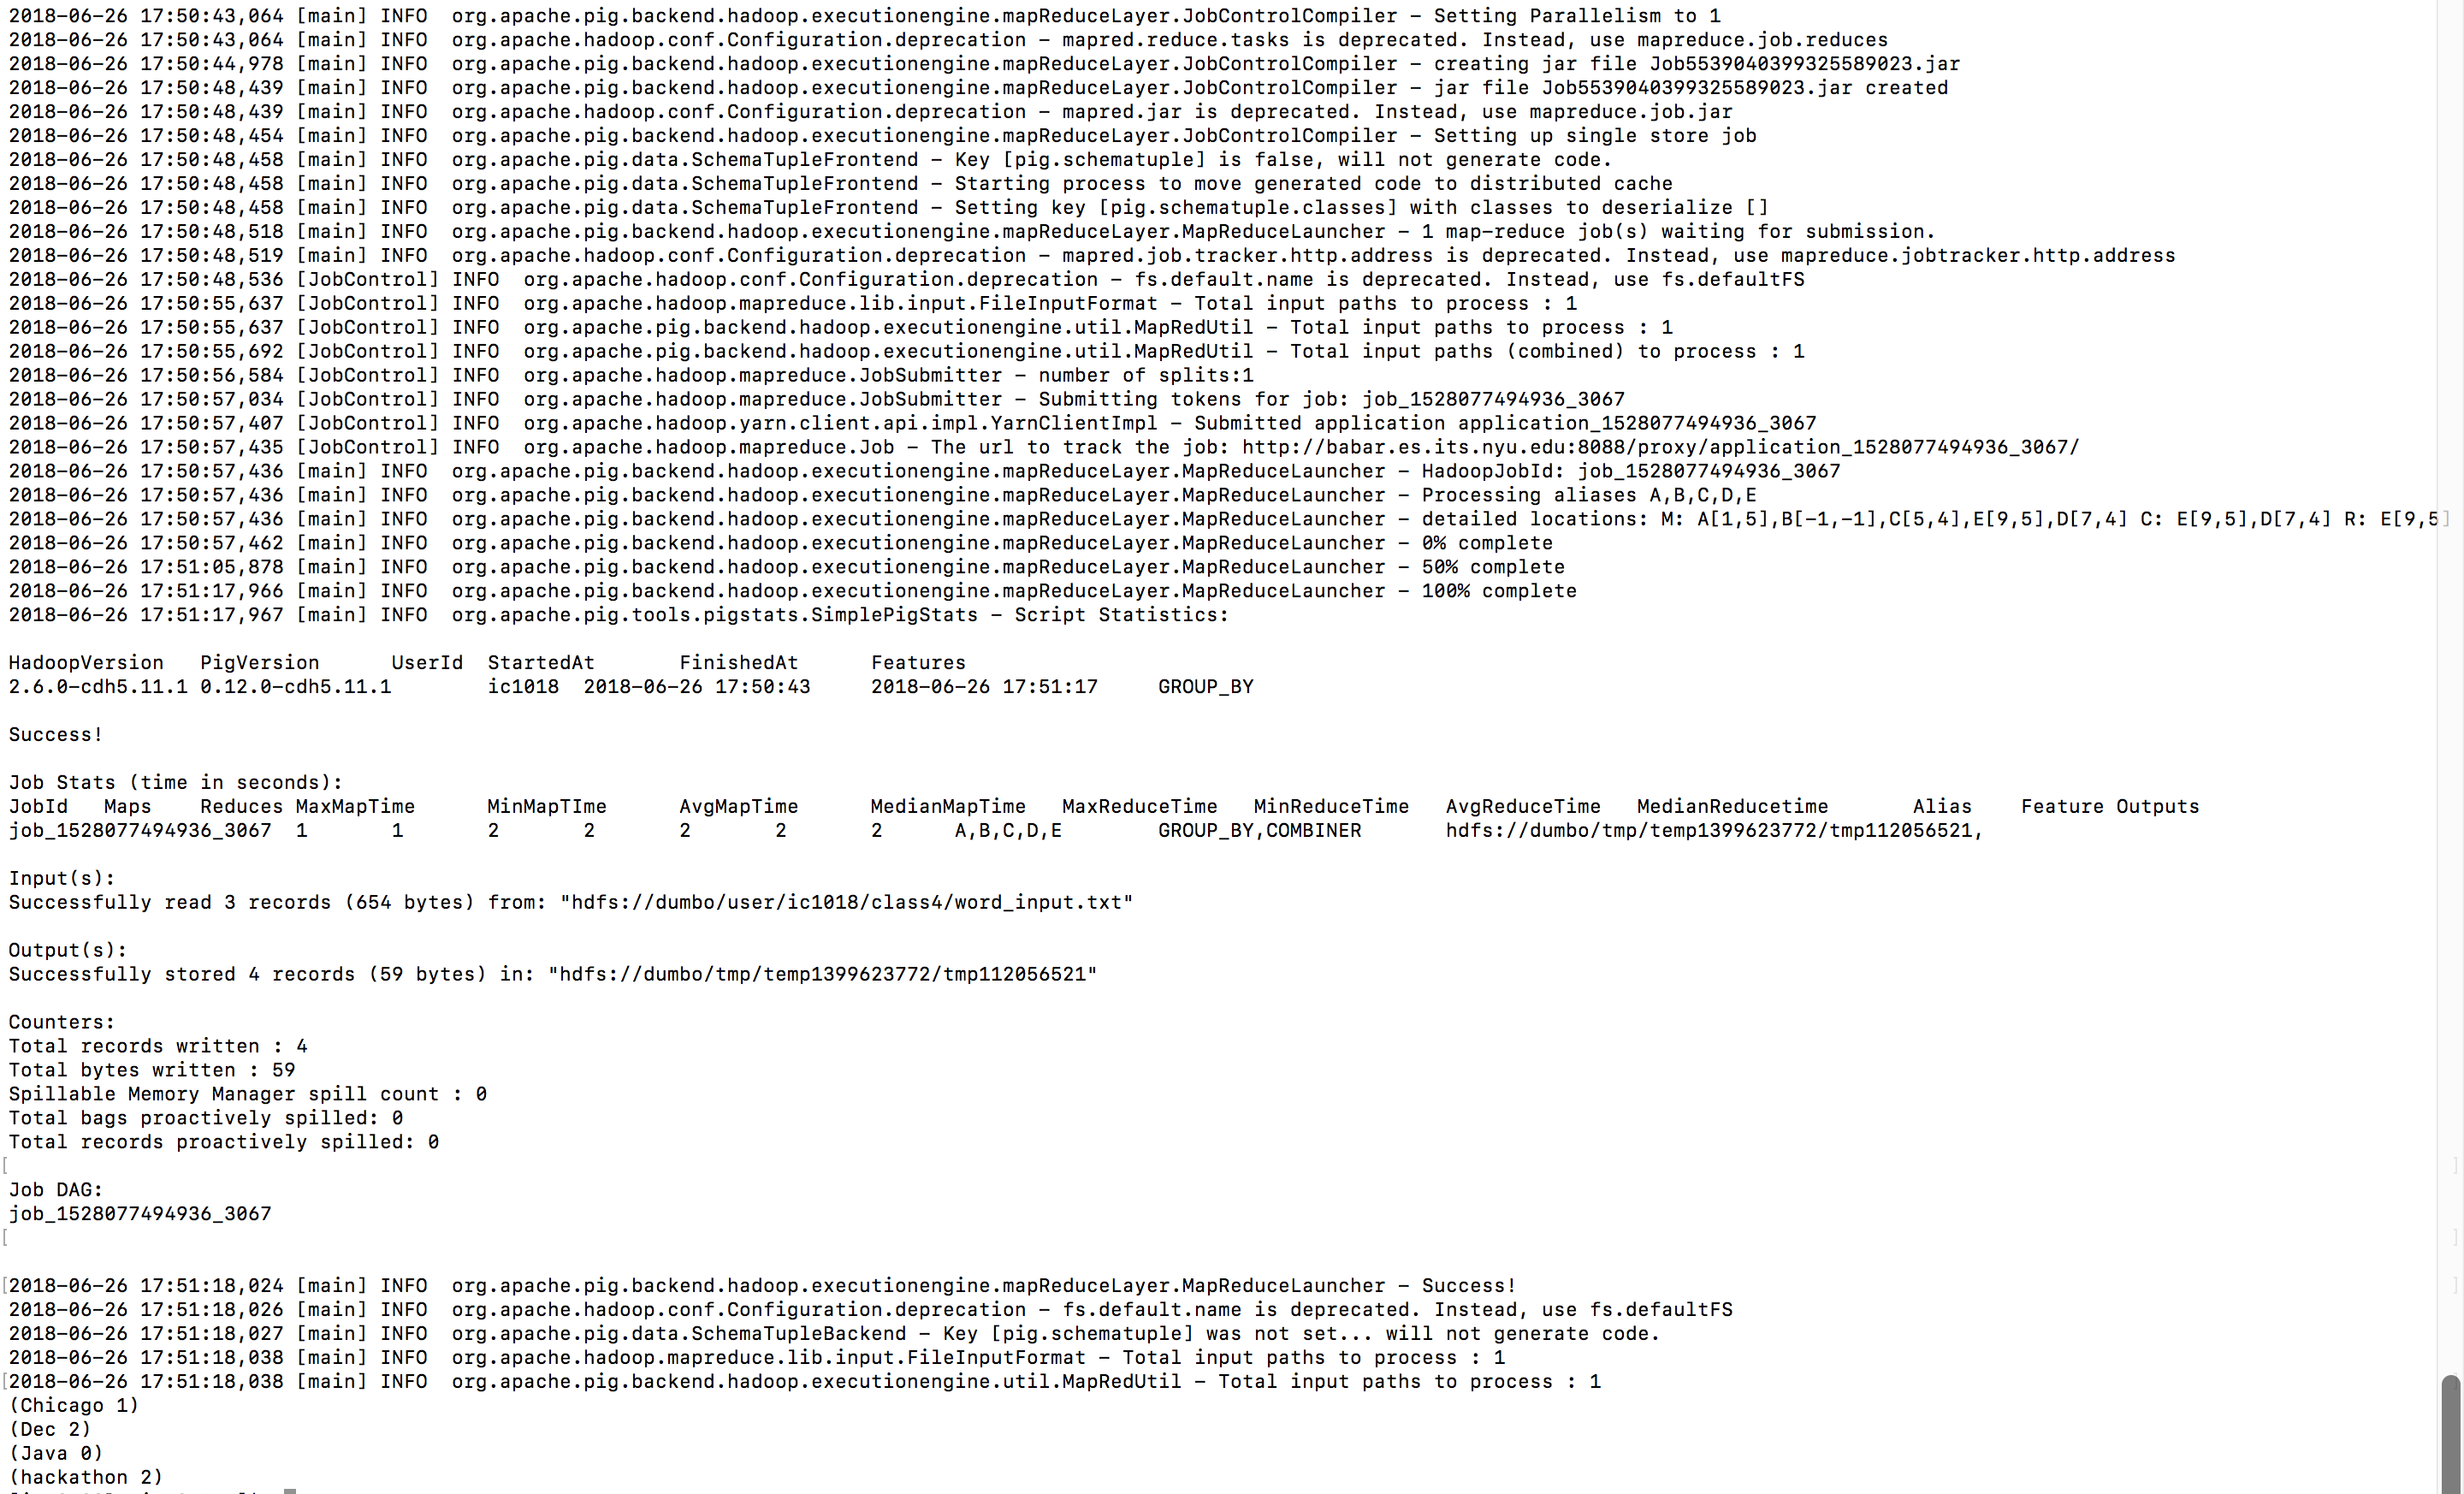 2018-06-26 17:50:43,064 [main] INFO  org.apache.pig.backend.hadoop.executionengine.mapReduceLayer.JobControlCompiler - Setting Parallelism to 1
2018-06-26 17:50:43,064 [main] INFO  org.apache.hadoop.conf.Configuration.deprecation - mapred.reduce.tasks is deprecated. Instead, use mapreduce.job.reduces
2018-06-26 17:50:44,978 [main] INFO  org.apache.pig.backend.hadoop.executionengine.mapReduceLayer.JobControlCompiler - creating jar file Job5539040399325589023.jar
2018-06-26 17:50:48,439 [main] INFO  org.apache.pig.backend.hadoop.executionengine.mapReduceLayer.JobControlCompiler - jar file Job5539040399325589023.jar created
2018-06-26 17:50:48,439 [main] INFO  org.apache.hadoop.conf.Configuration.deprecation - mapred.jar is deprecated. Instead, use mapreduce.job.jar
2018-06-26 17:50:48,454 [main] INFO  org.apache.pig.backend.hadoop.executionengine.mapReduceLayer.JobControlCompiler - Setting up single store job
2018-06-26 17:50:48,458 [main] INFO  org.apache.pig.data.SchemaTupleFrontend - Key [pig.schematuple] is false, will not generate code.
2018-06-26 17:50:48,458 [main] INFO  org.apache.pig.data.SchemaTupleFrontend - Starting process to move generated code to distributed cache
2018-06-26 17:50:48,458 [main] INFO  org.apache.pig.data.SchemaTupleFrontend - Setting key [pig.schematuple.classes] with classes to deserialize []
2018-06-26 17:50:48,518 [main] INFO  org.apache.pig.backend.hadoop.executionengine.mapReduceLayer.MapReduceLauncher - 1 map-reduce job(s) waiting for submission.
2018-06-26 17:50:48,519 [main] INFO  org.apache.hadoop.conf.Configuration.deprecation - mapred.job.tracker.http.address is deprecated. Instead, use mapreduce.jobtracker.http.address
2018-06-26 17:50:48,536 [JobControl] INFO  org.apache.hadoop.conf.Configuration.deprecation - fs.default.name is deprecated. Instead, use fs.defaultFS
2018-06-26 17:50:55,637 [JobControl] INFO  org.apache.hadoop.mapreduce.lib.input.FileInputFormat - Total input paths to process : 1
2018-06-26 17:50:55,637 [JobControl] INFO  org.apache.pig.backend.hadoop.executionengine.util.MapRedUtil - Total input paths to process : 1
2018-06-26 17:50:55,692 [JobControl] INFO  org.apache.pig.backend.hadoop.executionengine.util.MapRedUtil - Total input paths (combined) to process : 1
2018-06-26 17:50:56,584 [JobControl] INFO  org.apache.hadoop.mapreduce.JobSubmitter - number of splits:1
2018-06-26 17:50:57,034 [JobControl] INFO  org.apache.hadoop.mapreduce.JobSubmitter - Submitting tokens for job: job_1528077494936_3067
2018-06-26 17:50:57,407 [JobControl] INFO  org.apache.hadoop.yarn.client.api.impl.YarnClientImpl - Submitted application application_1528077494936_3067
2018-06-26 17:50:57,435 [JobControl] INFO  org.apache.hadoop.mapreduce.Job - The url to track the job: http://babar.es.its.nyu.edu:8088/proxy/application_1528077494936_3067/
2018-06-26 17:50:57,436 [main] INFO  org.apache.pig.backend.hadoop.executionengine.mapReduceLayer.MapReduceLauncher - HadoopJobId: job_1528077494936_3067
2018-06-26 17:50:57,436 [main] INFO  org.apache.pig.backend.hadoop.executionengine.mapReduceLayer.MapReduceLauncher - Processing aliases A,B,C,D,E
2018-06-26 17:50:57,436 [main] INFO  org.apache.pig.backend.hadoop.executionengine.mapReduceLayer.MapReduceLauncher - detailed locations: M: A[1,5],B[-1,-1],C[5,4],E[9,5],D[7,4] C: E[9,5],D[7,4] R: E[9,5]
2018-06-26 17:50:57,462 [main] INFO  org.apache.pig.backend.hadoop.executionengine.mapReduceLayer.MapReduceLauncher - 0% complete
2018-06-26 17:51:05,878 [main] INFO  org.apache.pig.backend.hadoop.executionengine.mapReduceLayer.MapReduceLauncher - 50% complete
2018-06-26 17:51:17,966 [main] INFO  org.apache.pig.backend.hadoop.executionengine.mapReduceLayer.MapReduceLauncher - 100% complete
2018-06-26 17:51:17,967 [main] INFO  org.apache.pig.tools.pigstats.SimplePigStats - Script Statistics:
HadoopVersion   PigVersion      UserId  StartedAt       FinishedAt      Features
2.6.0-cdh5.11.1 0.12.0-cdh5.11.1        ic1018  2018-06-26 17:50:43     2018-06-26 17:51:17     GROUP_BY
Success!
Job Stats (time in seconds):
JobId   Maps    Reduces MaxMapTime      MinMapTIme      AvgMapTime      MedianMapTime   MaxReduceTime   MinReduceTime   AvgReduceTime   MedianReducetime       Alias    Feature Outputs
job_1528077494936_3067  1       1       2       2       2       2       2      A,B,C,D,E        GROUP_BY,COMBINER       hdfs://dumbo/tmp/temp1399623772/tmp112056521,
Input(s):
Successfully read 3 records (654 bytes) from: "hdfs://dumbo/user/ic1018/class4/word_input.txt"
Output(s):
Successfully stored 4 records (59 bytes) in: "hdfs://dumbo/tmp/temp1399623772/tmp112056521"
Counters:
Total records written : 4
Total bytes written : 59
Spillable Memory Manager spill count : 0
Total bags proactively spilled: 0
Total records proactively spilled: 0
[ ]
Job DAG:
job_1528077494936_3067
[ ]
[2018-06-26 17:51:18,024 [main] INFO  org.apache.pig.backend.hadoop.executionengine.mapReduceLayer.MapReduceLauncher - Success! ]
2018-06-26 17:51:18,026 [main] INFO  org.apache.hadoop.conf.Configuration.deprecation - fs.default.name is deprecated. Instead, use fs.defaultFS
2018-06-26 17:51:18,027 [main] INFO  org.apache.pig.data.SchemaTupleBackend - Key [pig.schematuple] was not set... will not generate code.
2018-06-26 17:51:18,038 [main] INFO  org.apache.hadoop.mapreduce.lib.input.FileInputFormat - Total input paths to process : 1
[2018-06-26 17:51:18,038 [main] INFO  org.apache.pig.backend.hadoop.executionengine.util.MapRedUtil - Total input paths to process : 1
(Chicago 1)
(Dec 2)
(Java 0)
(hackathon 2)